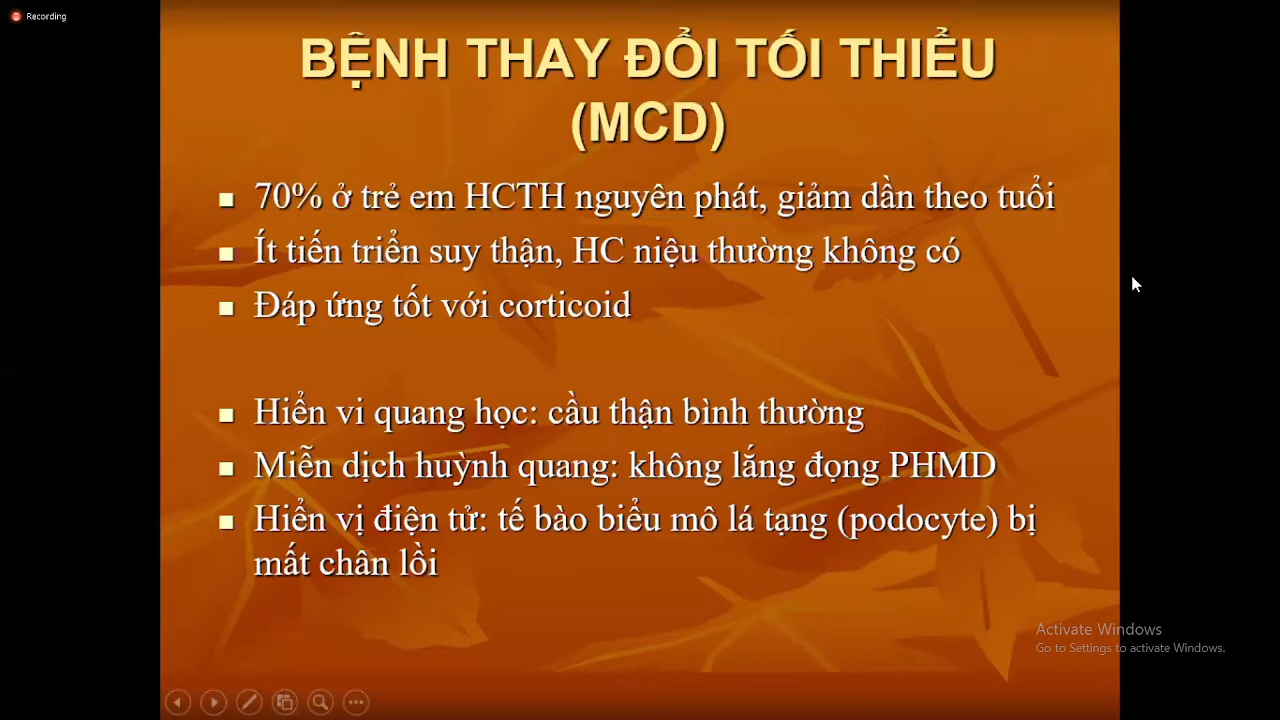 Recording
BỆNH THAY ĐỔI TỐI THIỂU
(MCD)
70% ở trẻ em HCTH nguyên phát, giảm dần theo tuổi
Ít tiến triển suy thận, HC niệu thường không có
Đáp ứng tốt với corticoid
Hiển vi quang học: cầu thận bình thường
Miễn dịch huỳnh quang: không lắng đọng PHMD
Hiển vị điện tử: tế bào biểu mô lá tạng (podocyte) bị
mất chân lồi
Activate Windows
Go to Settings to activate Windows.